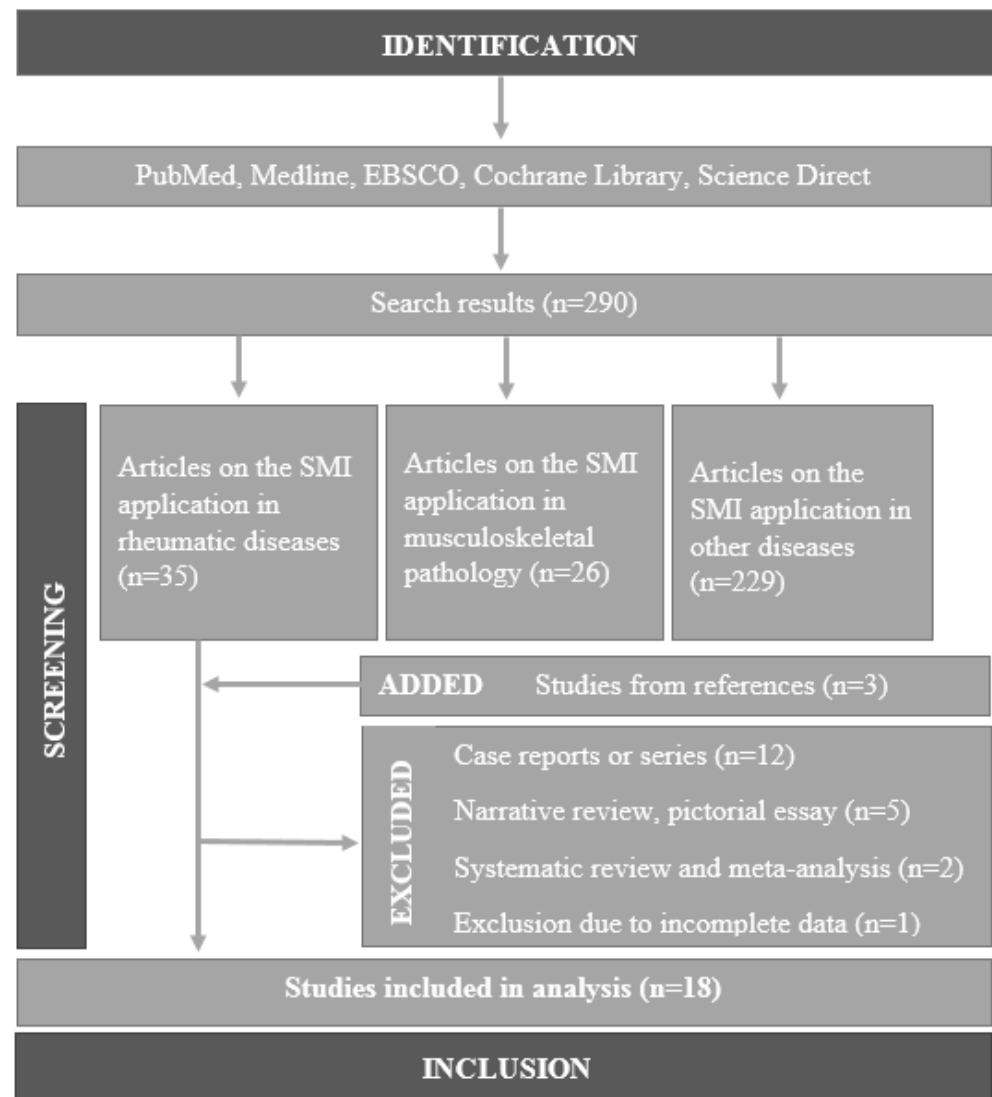 IDENTIFICATION
PubMed, Medline, EBSCO, Cochrane Library, Science Direct
Search results (n=290)
SCREENING
Articles on the SMI
application in
rheumatic diseases
(n=35)
Articles on the SMI
application in
musculoskeletal
pathology (n=26)
Articles on the
SMI application in
other diseases
(n=229)
ADDED Studies from references (n=3)
EXCLUDED
Case reports or series (n=12)
Narrative review, pictorial essay (n=5)
Systematic review and meta-analysis (n=2)
Exclusion due to incomplete data (n=1)
Studies included in analysis (n=18)
INCLUSION